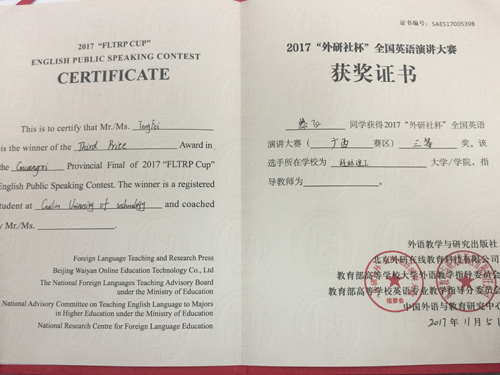 2017 "FLTRP CUP"
ENGLISH PUBLIC SPEAKING CONTEST
CERTIFICATE
This is to certify that Mr./Ms.
is the winner of the Third Prize Award in
the Guangxi Provincial Final of 2017 "FLTRP Cup"
English Public Speaking Contest. The winner is a registered
student at Guilin University of technology and coached
by Mr./Ms.
Foreign Language Teaching and Research Press
Beijing Waiyan Online Education Technology Co., Ltd
The National Foreign Languages Teaching Advisory Board
under the Ministry of Education
National Advisory Committee on Teaching English Language to Majors
in Higher Education under the Ministry of Education
National Research Centre for Foreign Language Education
证书编号：SAES17005398
2017 "外研社杯" 全国英语演讲大赛
获奖证书
同学获得2017 "外研社杯" 全国英语
演讲大赛（广西 赛区）三等 奖。该
选手所在学校为 桂林理工 大学/学院，指
导教师为 。
外语教学与研究出版社
北京外研在线教育科技有限公司
教育部高等学校大学外语教学指导委员会
教育部高等学校英语专业教学指导分委员会
中国外语与教育研究中心
2017 年 11 月 5 日
组委会